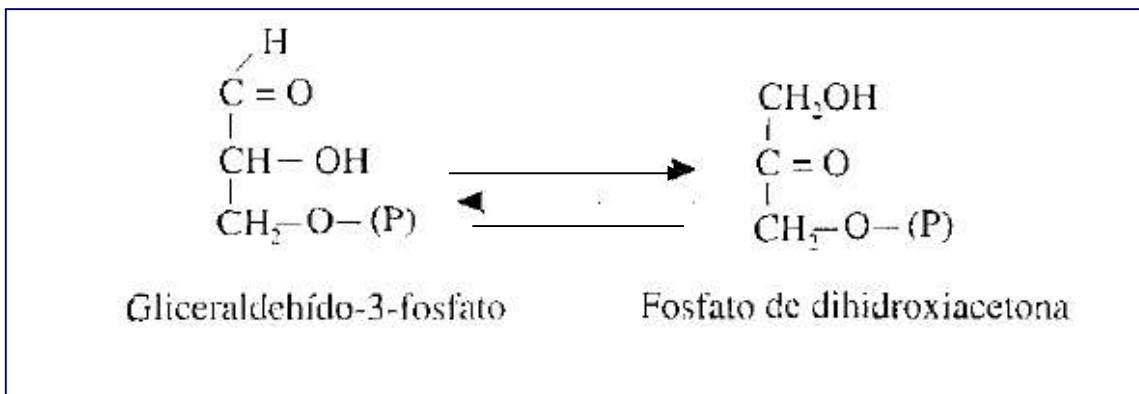 H
C = O
CH – OH
CH₂–O– (P)
Gliceraldehído-3-fosfato
CH₂OH
C = O
CH₂–O– (P)
Fosfato de dihidroxiacetona